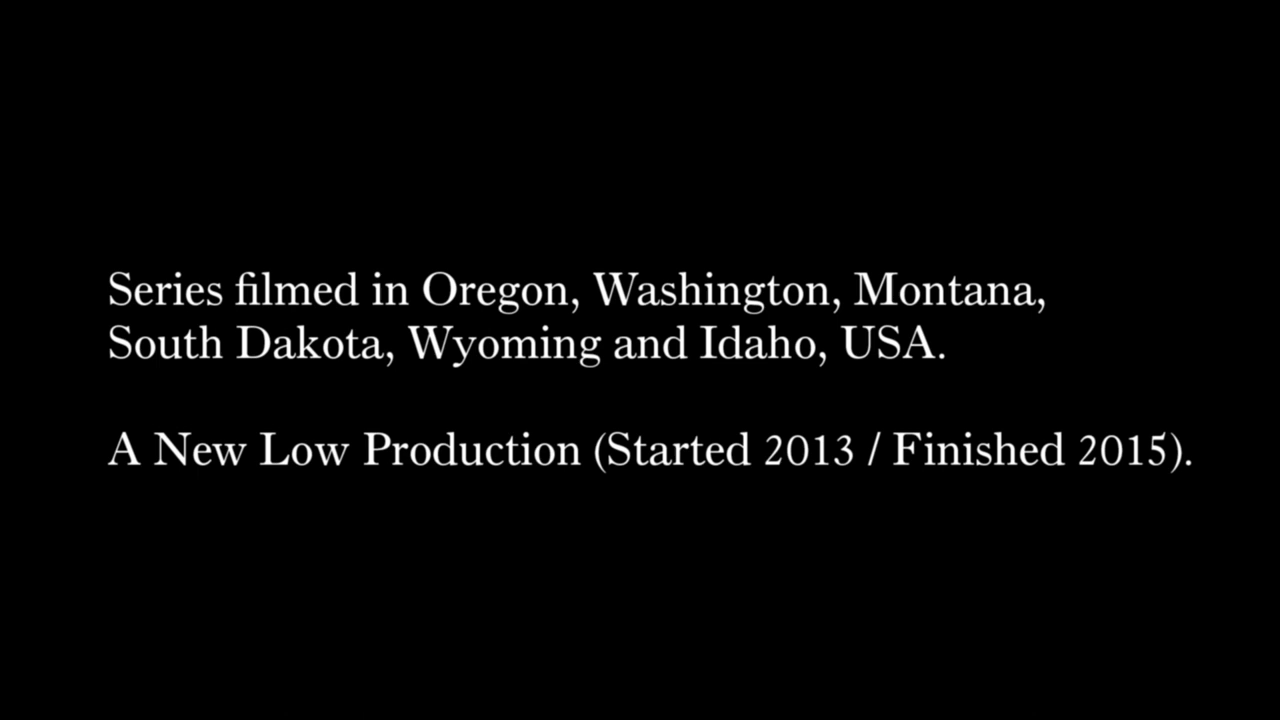 Series filmed in Oregon, Washington, Montana,
South Dakota, Wyoming and Idaho, USA.
A New Low Production (Started 2013 / Finished 2015).